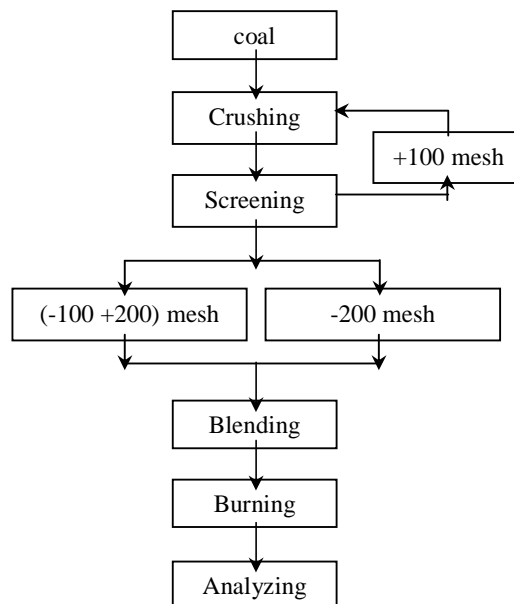 coal
Crushing
+100 mesh
Screening
(-100 +200) mesh
-200 mesh
Blending
Burning
Analyzing